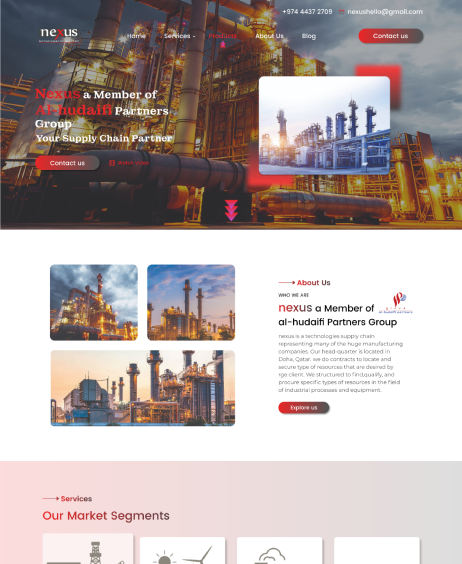 +974 4437 2709
nexushello@gmail.com
nexus
Home
Services
Products
About Us
Blog
Contact us
Nexus a Member of
Al-hudaifi Partners
Group
Your Supply Chain Partner
Contact us
About Us
WHO WE ARE
nexus a Member of
al-hudaifi Partners Group
nexus is a technologies supply chain
representing many of the huge manufacturing
companies. Our head-quarter is located in
Doha, Qatar. we do contracts to locate and
secure type of resources that are desired by
rge client. We structured to find,qualify, and
procure specific types of resources in the field
of industrial processes and equipment.
Explore us
Services
Our Market Segments